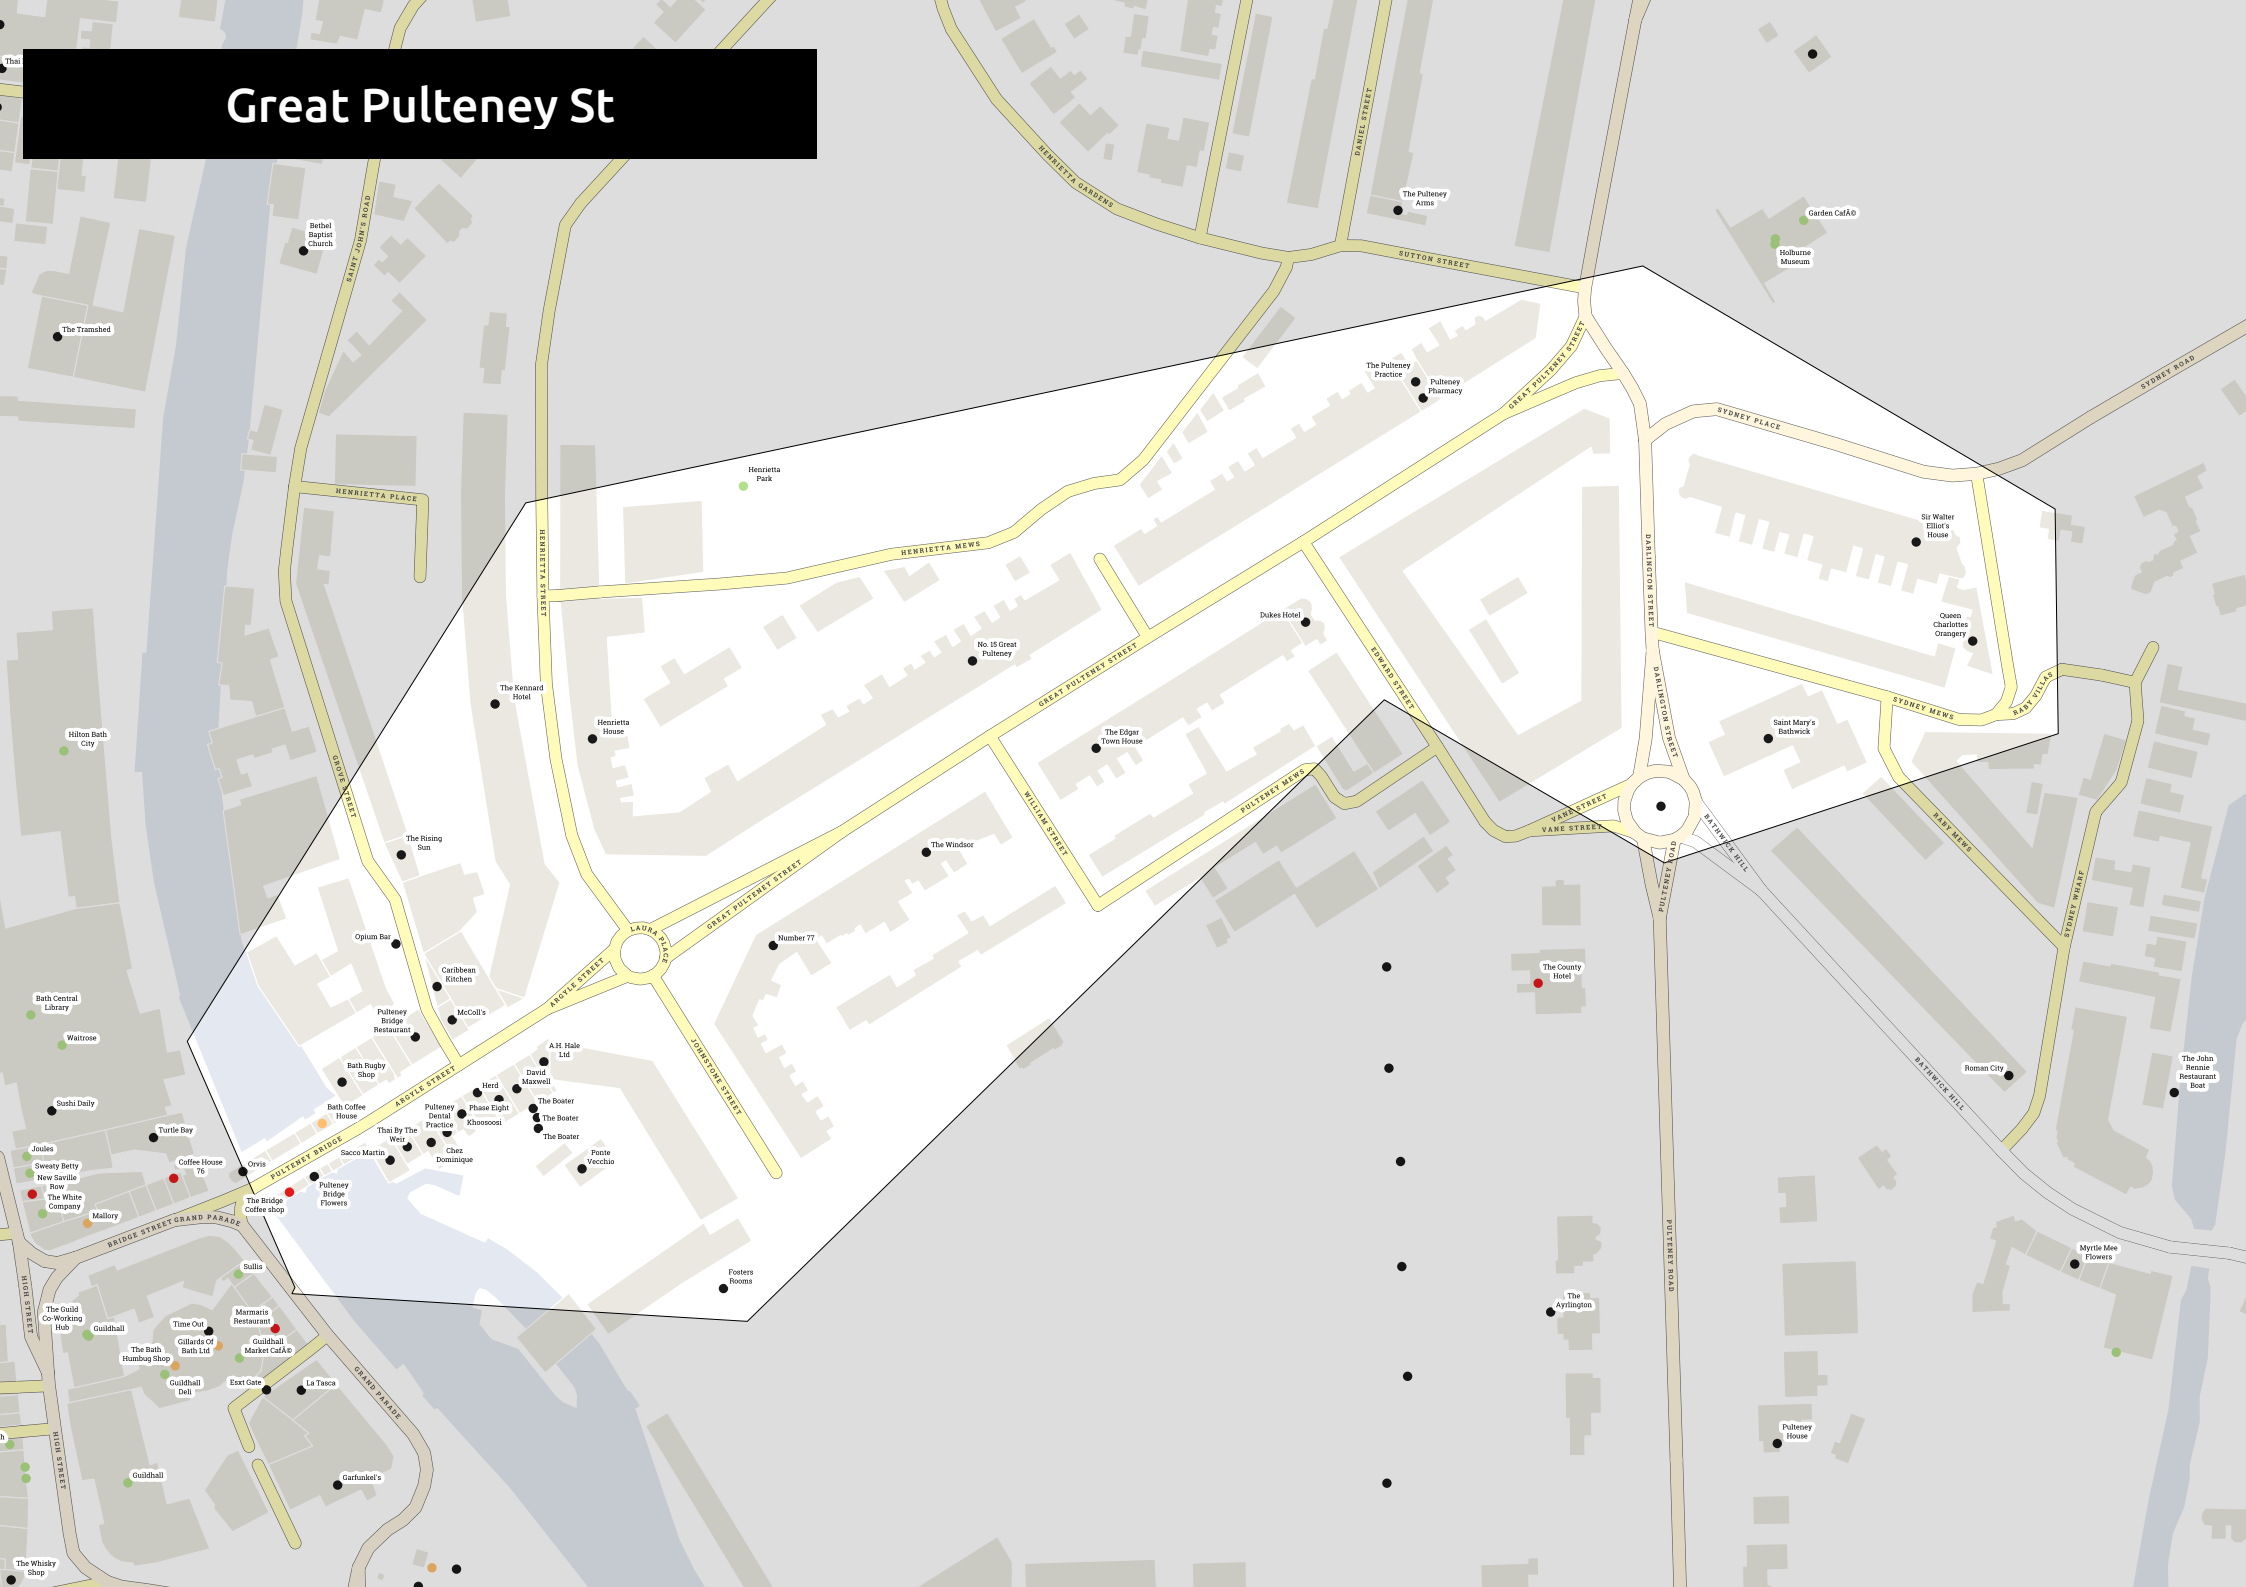 Great Pulteney St
Thai
HENRIETTA GARDENS
DANIEL STREET
The Pulteney
Arms
Garden CafÃ©
Holburne
Museum
Bethel
Baptist
Church
SAINT JOHN'S ROAD
SUTTON STREET
The Tramshed
GREAT PULTENEY STREET
The Pulteney
Practice
Pulteney
Pharmacy
SYDNEY ROAD
SYDNEY PLACE
Henrietta
Park
HENRIETTA PLACE
HENRIETTA STREET
HENRIETTA MEWS
Sir Walter
Elliot's
House
DARLINGTON STREET
Dukes Hotel
Queen
Charlottes
Orangery
No. 15 Great
Pulteney
GREAT PULTENEY STREET
EDWARD STREET
The Kennard
Hotel
Henrietta
House
DARLINGTON STREET
SYDNEY MEWS
RABY VILLAS
Saint Mary's
Bathwick
The Edgar
Town House
Hilton Bath
City
GROVE STREET
WILLIAM STREET
PULTENEY MEWS
VANE STREET
VANE STREET
BATHWICK HILL
RABY MEWS
The Rising
Sun
The Windsor
GREAT PULTENEY STREET
PULTENEY ROAD
SYDNEY WHARF
Opium Bar
LAURA PLACE
Number 77
Caribbean
Kitchen
ARGYLE STREET
The County
Hotel
Bath Central
Library
McColl's
Pulteney
Bridge
Restaurant
Waitrose
A.H. Hale
Ltd
JOHNSTONE STREET
Bath Rugby
Shop
ARGYLE STREET
David
Maxwell
Herd
Roman City
BATHWICK HILL
The John
Rennie
Restaurant
Boat
Sushi Daily
Bath Coffee
House
Pulteney
Dental
Practice
Phase Eight
The Boater
Khoosoosi
The Boater
Turtle Bay
Thai By The
Weir
The Boater
PULTENEY BRIDGE
Joules
Sacco Martin
Chez
Dominique
Ponte
Vecchio
Sweaty Betty
Coffee House
76
Orvis
New Saville
Row
Pulteney
Bridge
Flowers
The White
Company
The Bridge
Coffee shop
Mallory
BRIDGE STREET
GRAND PARADE
PULTENEY ROAD
Myrtle Mee
Flowers
Sullis
Fosters
Rooms
HIGH STREET
The Guild
Co-Working
Hub
Marmaris
Restaurant
The
Ayrlington
Guildhall
Time Out
Gillards Of
Bath Ltd
Guildhall
Market CafÃ©
The Bath
Humbug Shop
Guildhall
Deli
Esxt Gate
La Tasca
GRAND PARADE
Pulteney
House
h
HIGH STREET
Guildhall
Garfunkel's
The Whisky
Shop